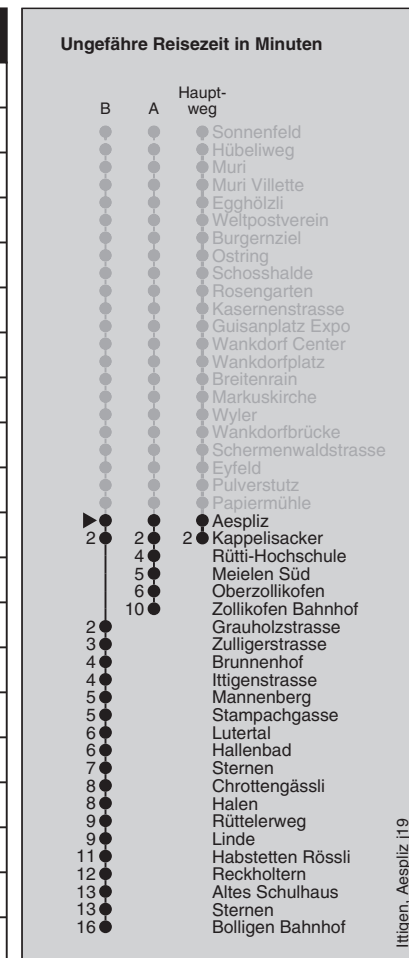 Ungefähre Reisezeit in Minuten
Haupt-
B A weg
Sonnenfeld
Hübeliweg
Muri
Muri Villette
Egghölzli
Weltpostverein
Burgernziel
Ostring
Schosshalde
Rosengarten
Kasernenstrasse
Guisanplatz Expo
Wankdorf Center
Wankdorfplatz
Breitenrain
Markuskirche
Wyler
Wankdorfbrücke
Schermenwaldstrasse
Eyfeld
Pulverstutz
Papiermühle
Aespliz
2 2 2 Kappelisacker
4 Rütti-Hochschule
5 Meielen Süd
6 Oberzollikofen
10 Zollikofen Bahnhof
2 Grauholzstrasse
3 Zulligerstrasse
4 Brunnenhof
4 Ittigenstrasse
5 Mannenberg
5 Stampachgasse
6 Lutertal
6 Hallenbad
7 Sternen
8 Chrottengässli
8 Halen
9 Rüttelerweg
9 Linde
11 Habstetten Rössli
12 Reckholtern
13 Altes Schulhaus
13 Sternen
16 Bolligen Bahnhof
Ittigen, Aespliz i19